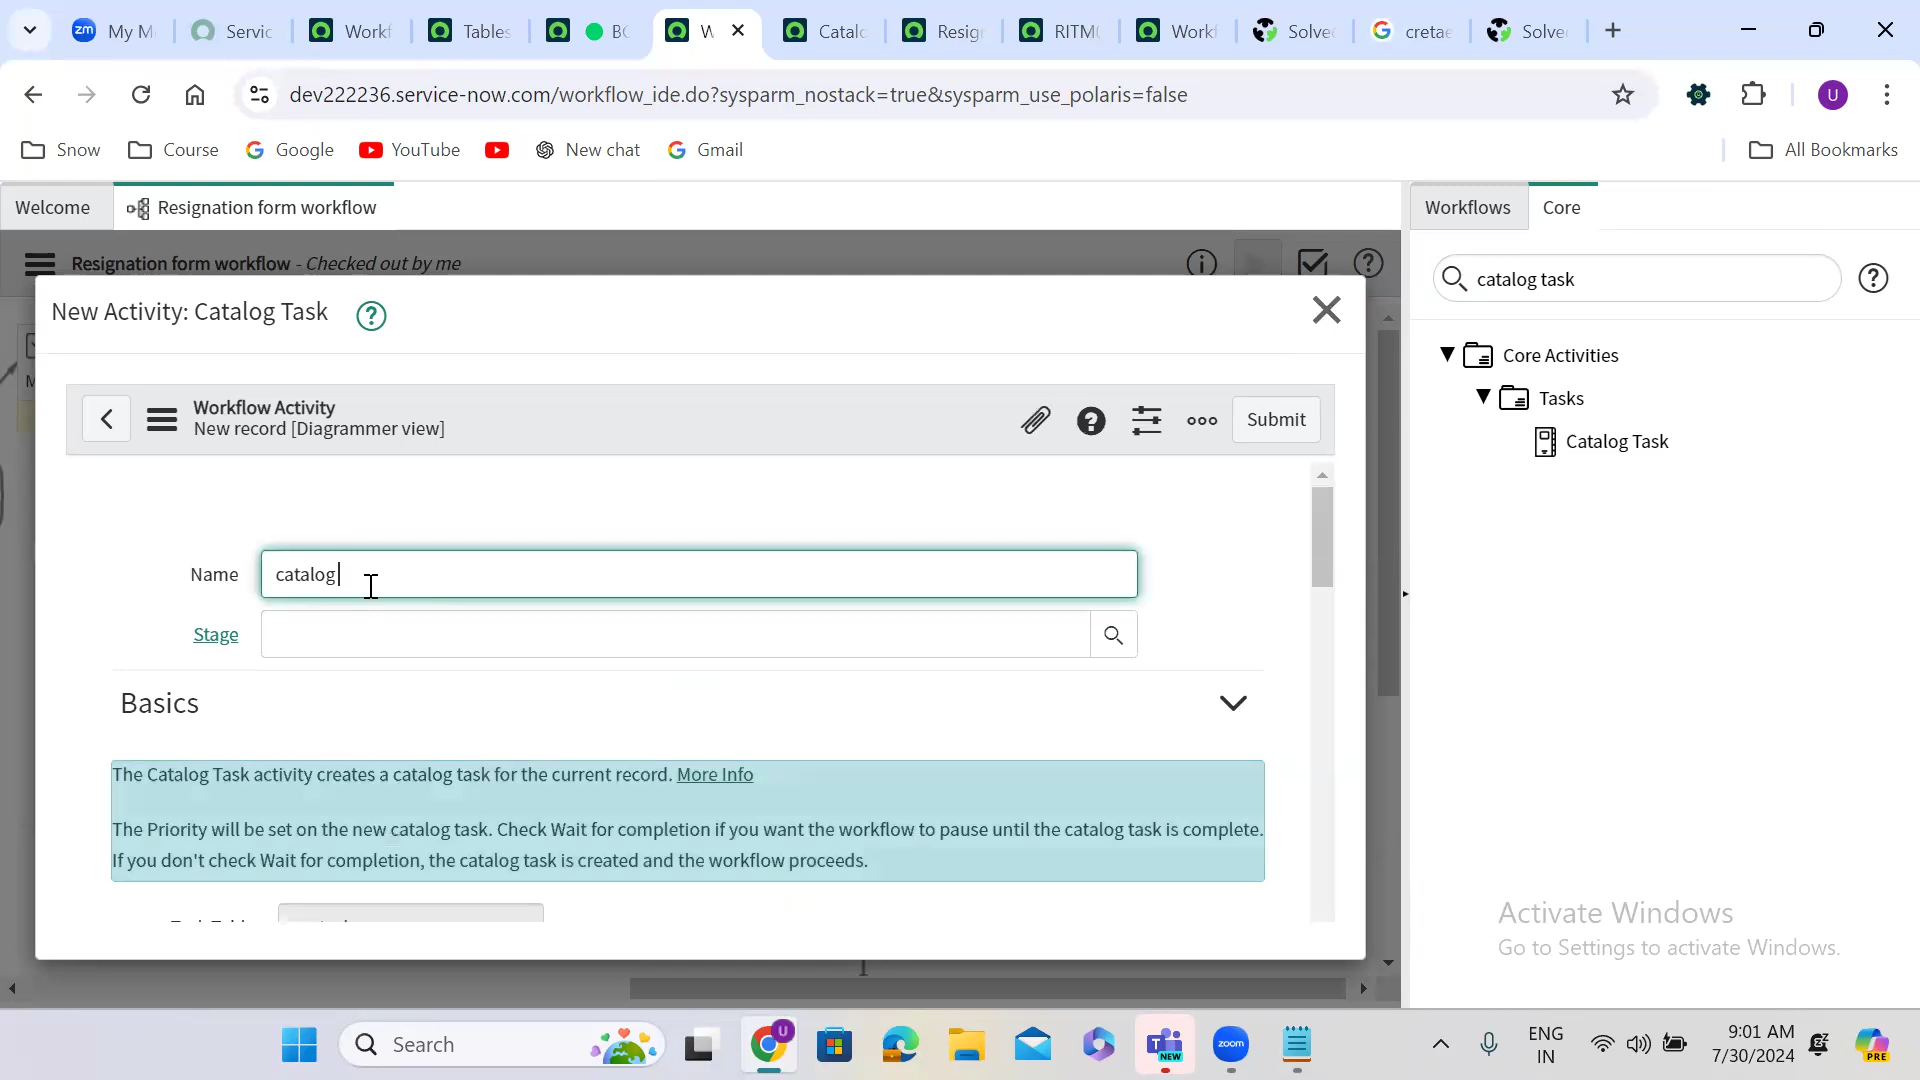 My M
Servic
Workf
Tables
BC
W
Catalo
Resig
RITM
Workf
Solve
cretae
Solve
dev222236.service-now.com/workflow_ide.do?sysparm_nostack=true&sysparm_use_polaris=false
U
Snow
Course
Google
YouTube
New chat
Gmail
All Bookmarks
Welcome
Resignation form workflow
Workflows
Core
Resignation form workflow - Checked out by me
catalog task
New Activity: Catalog Task
Core Activities
Tasks
Catalog Task
Workflow Activity
New record [Diagrammer view]
Submit
Name
catalog
Stage
Basics
The Catalog Task activity creates a catalog task for the current record. More Info
The Priority will be set on the new catalog task. Check Wait for completion if you want the workflow to pause until the catalog task is complete.
If you don't check Wait for completion, the catalog task is created and the workflow proceeds.
Activate Windows
Go to Settings to activate Windows.
Search
ENG
IN
9:01 AM
7/30/2024